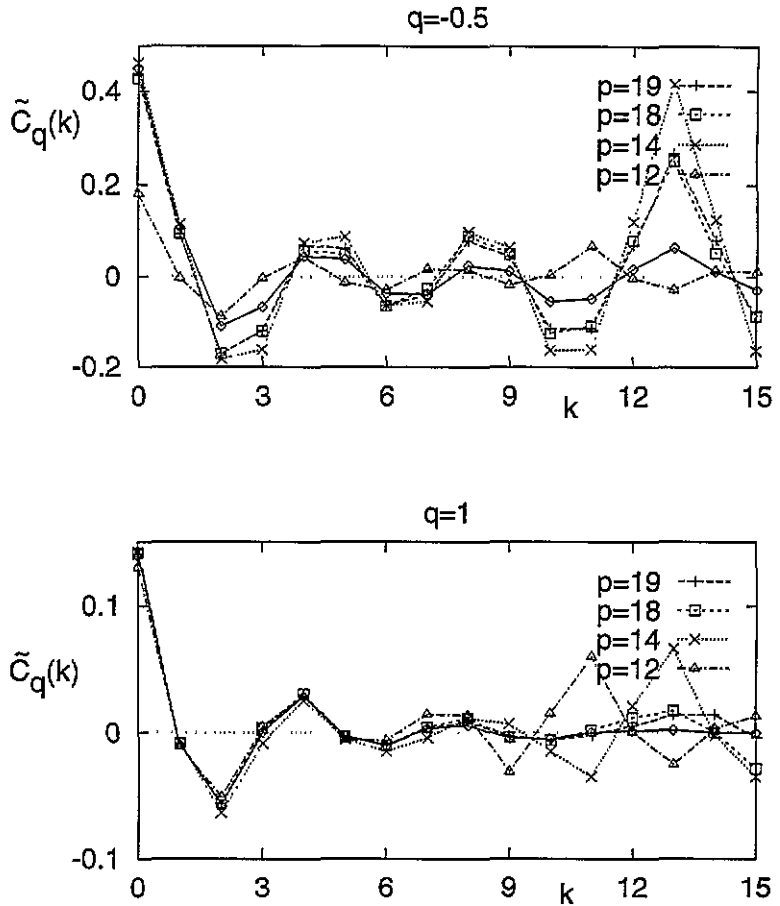 q=-0.5
0.4
C̃q(k)
0.2
0
-0.2
p=19
p=18
p=14
p=12
0 3 6 9 12 15
k
q=1
0.1
C̃q(k)
0
-0.1
p=19
p=18
p=14
p=12
0 3 6 9 12 15
k